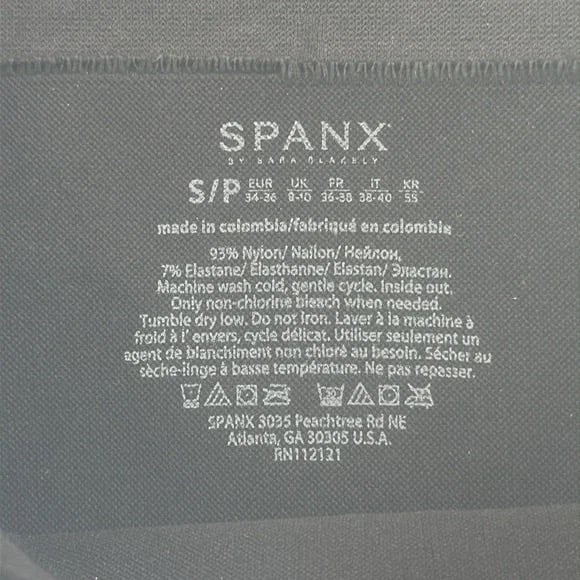 SPANX
BY SARA BLAKELY
S/P EUR 34-36 UK 8-10 FR 36-38 IT 38-40 KR 55
made in colombia/fabriqué en colombie
93% Nylon/ Nailon/ Нейлон,
7% Elastane/ Élasthanne/ Elastan/ Эластан.
Machine wash cold, gentle cycle. Inside out.
Only non-chlorine bleach when needed.
Tumble dry low. Do not iron. Laver à la machine à
froid à l' envers, cycle délicat. Utiliser seulement un
agent de blanchiment non chloré au besoin. Sécher au
sèche-linge à basse température. Ne pas repasser.
30
SPANX 3035 Peachtree Rd NE
Atlanta, GA 30305 U.S.A.
RN112121